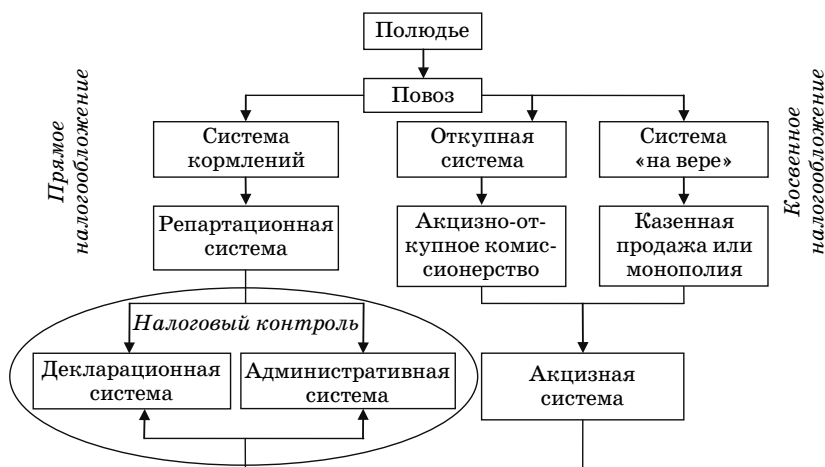 Полюдье
Повоз
Прямое
налогообложение
Косвенное
налогообложение
Система
кормлений
Откупная
система
Система
«на вере»
Репартационная
система
Акцизно-от-
купное комис-
сионерство
Казенная
продажа или
монополия
Налоговый контроль
Декларационная
система
Административная
система
Акцизная
система